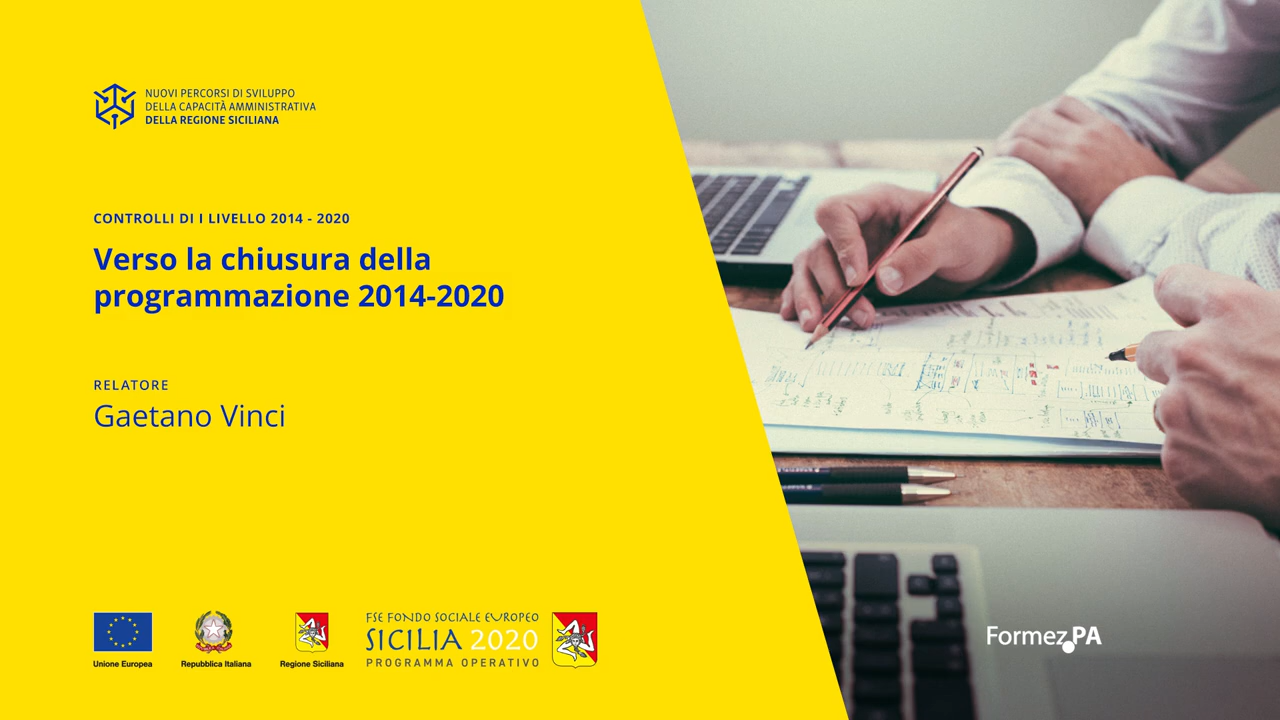 NUOVI PERCORSI DI SVILUPPO
DELLA CAPACITÀ AMMINISTRATIVA
DELLA REGIONE SICILIANA
CONTROLLI DI I LIVELLO 2014 - 2020
Verso la chiusura della
programmazione 2014-2020
RELATORE
Gaetano Vinci
Unione Europea
Repubblica Italiana
Regione Siciliana
FSE FONDO SOCIALE EUROPEO
SICILIA 2020
PROGRAMMA OPERATIVO
Formez PA